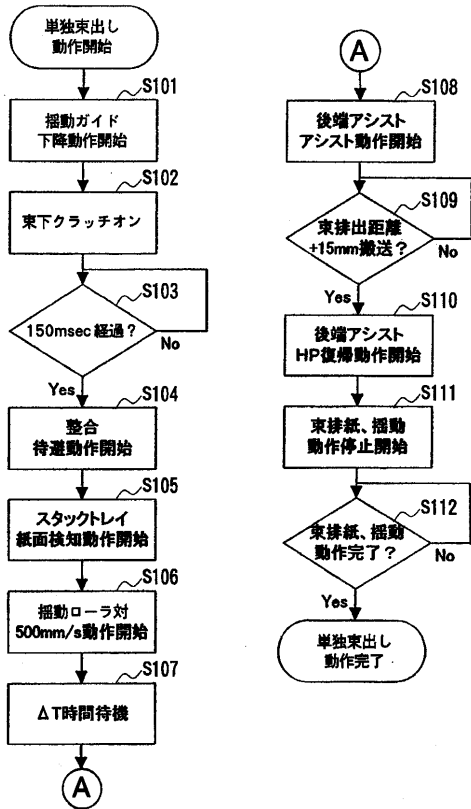 単独束出し
動作開始
S101
揺動ガイド
下降動作開始
S102
束下クラッチオン
S103
150msec 経過?
No
Yes
S104
整合
待避動作開始
S105
スタックトレイ
紙面検知動作開始
S106
揺動ローラ対
500mm/s動作開始
S107
ΔT時間待機
A
A
S108
後端アシスト
アシスト動作開始
S109
束排出距離
+15mm搬送?
No
Yes
S110
後端アシスト
HP復帰動作開始
S111
束排紙、揺動
動作停止開始
S112
束排紙、揺動
動作完了?
No
Yes
単独束出し
動作完了